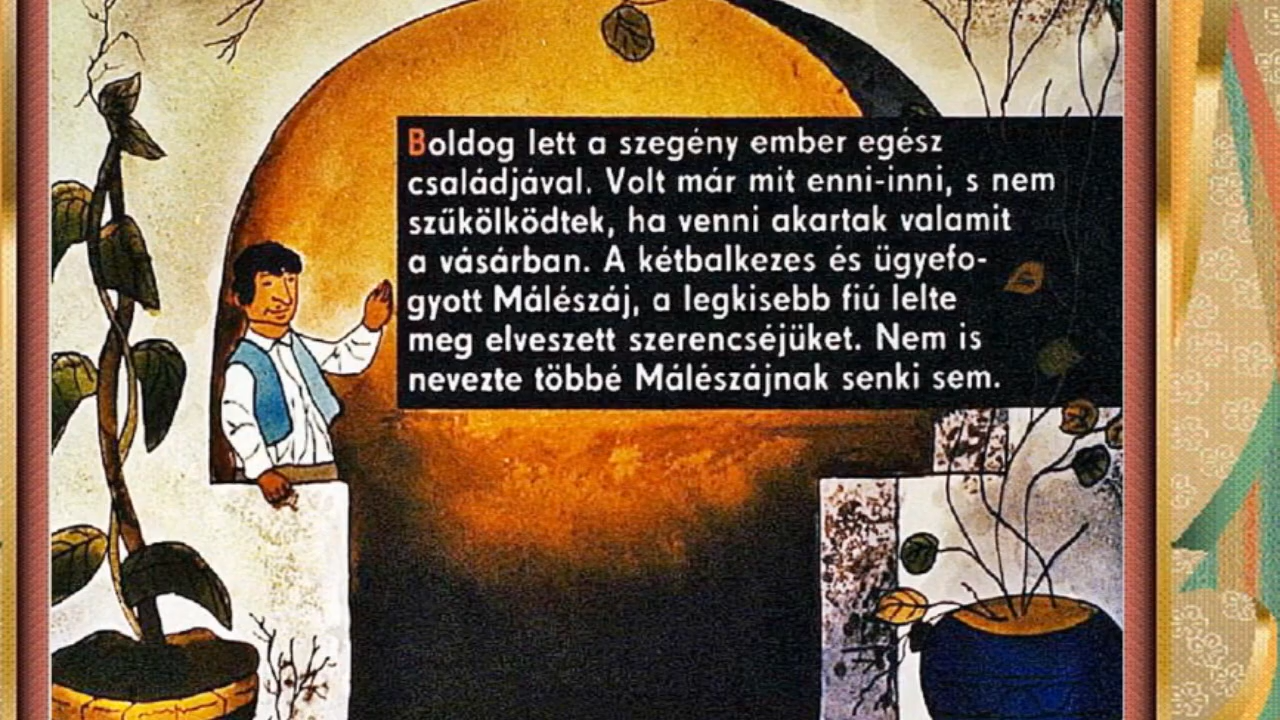 Boldog lett a szegény ember egész
családjával. Volt már mit enni-inni, s nem
szűkölködtek, ha venni akartak valamit
a vásárban. A kétbalkezes és ügyefo-
gyott Málészáj, a legkisebb fiú lelte
meg elveszett szerencséjüket. Nem is
nevezte többé Málészájnak senki sem.